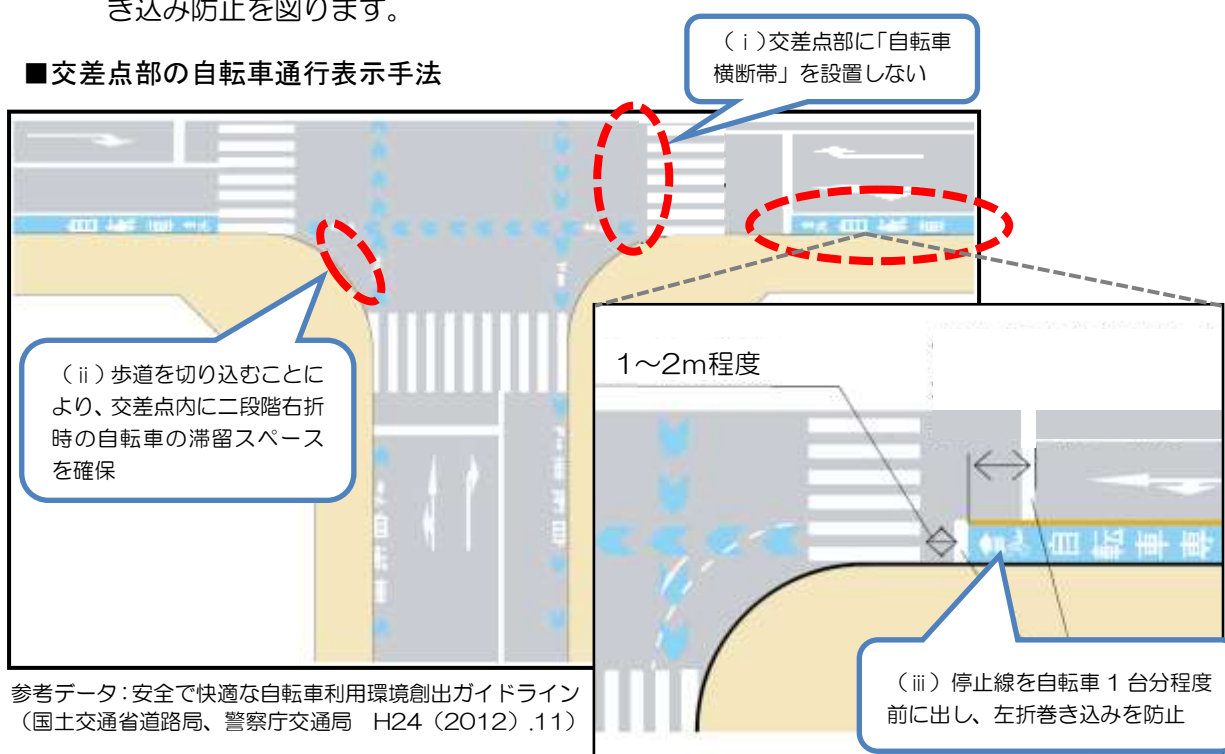 き込み防止を図ります。
■交差点部の自転車通行表示手法
（ⅰ）交差点部に「自転車
横断帯」を設置しない
（ⅱ）歩道を切り込むことに
より、交差点内に二段階右折
時の自転車の滞留スペース
を確保
1～2m程度
自転車専
（ⅲ）停止線を自転車 1 台分程度
前に出し、左折巻き込みを防止
参考データ：安全で快適な自転車利用環境創出ガイドライン
（国土交通省道路局、警察庁交通局　H24（2012）.11）